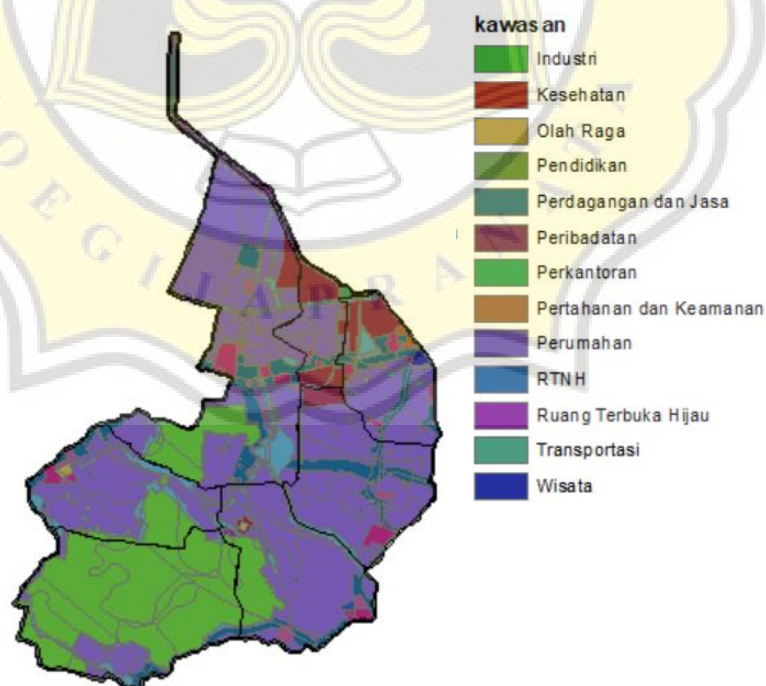 kawasan
Industri
Kesehatan
Olah Raga
Pendidikan
Perdagangan dan Jasa
Peribadatan
Perkantoran
Pertahanan dan Keamanan
Perumahan
RTNH
Ruang Terbuka Hijau
Transportasi
Wisata
OEGIJAPRANATA